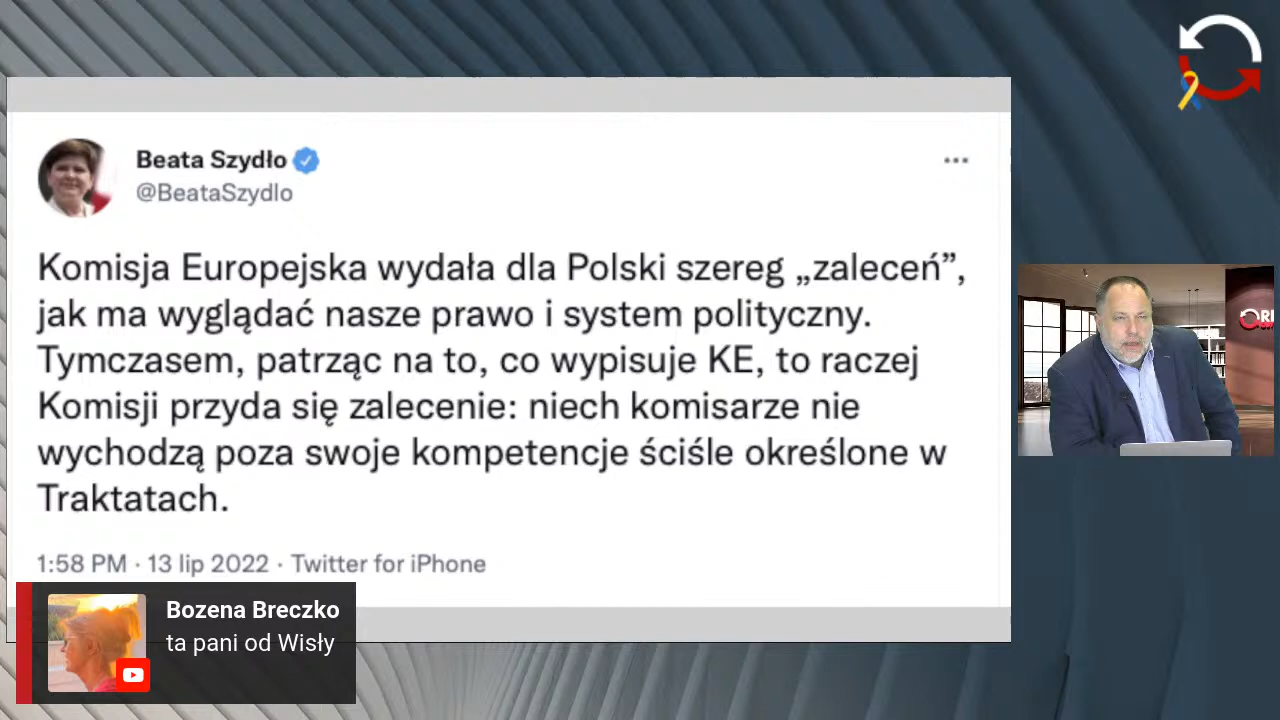 Beata Szydło
@BeataSzydlo
Komisja Europejska wydała dla Polski szereg „zaleceń”,
jak ma wyglądać nasze prawo i system polityczny.
Tymczasem, patrząc na to, co wypisuje KE, to raczej
Komisji przyda się zalecenie: niech komisarze nie
wychodzą poza swoje kompetencje ściśle określone w
Traktatach.
1:58 PM · 13 lip 2022 · Twitter for iPhone
Bozena Breczko
ta pani od Wisły